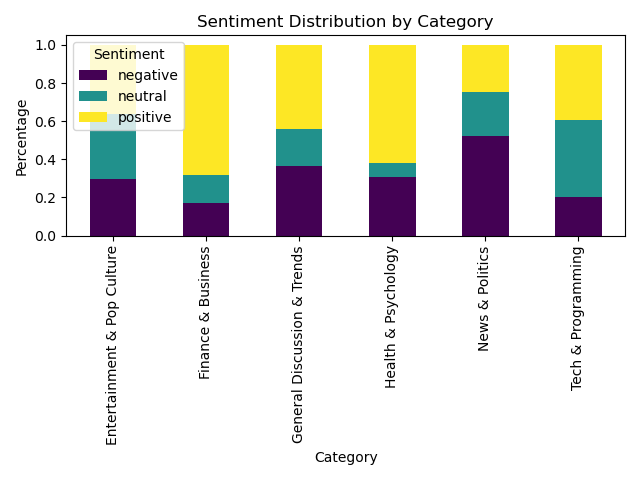 Sentiment Distribution by Category
Sentiment
negative
neutral
positive
Percentage
1.0
0.8
0.6
0.4
0.2
0.0
Entertainment & Pop Culture
Finance & Business
General Discussion & Trends
Health & Psychology
News & Politics
Tech & Programming
Category